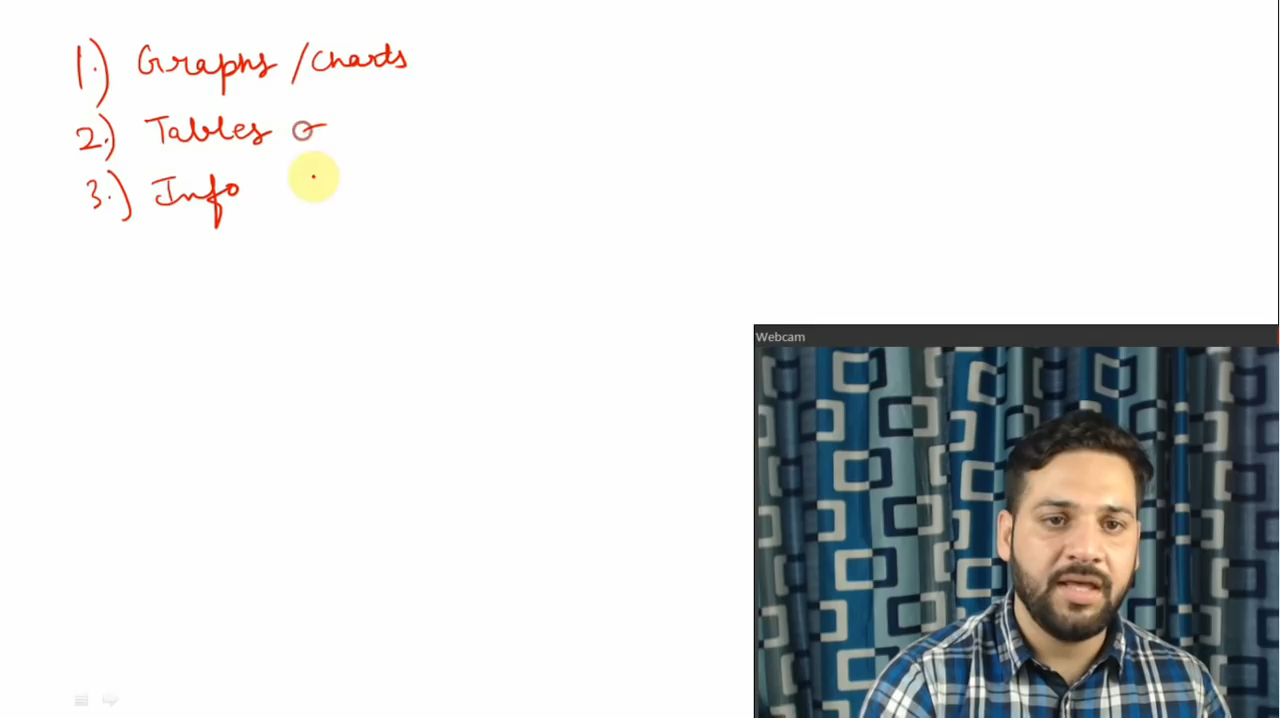 1.) Graphs / Charts
2.) Tables
3.) Info
Webcam